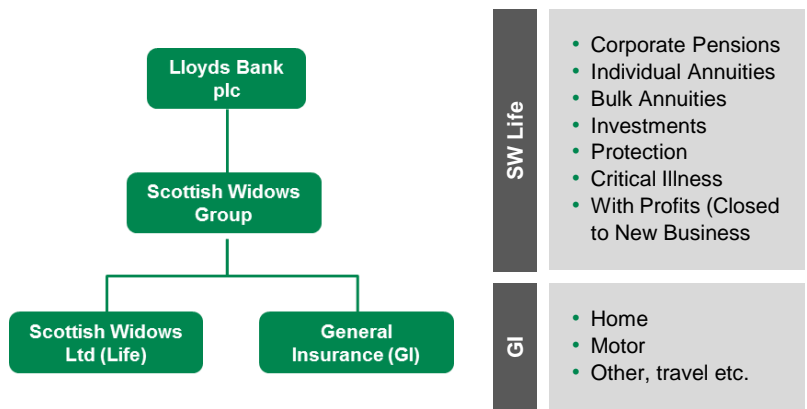 Lloyds Bank
plc
Scottish Widows
Group
Scottish Widows
Ltd (Life)
General
Insurance (GI)
SW Life
• Corporate Pensions
• Individual Annuities
• Bulk Annuities
• Investments
• Protection
• Critical Illness
• With Profits (Closed
to New Business
GI
• Home
• Motor
• Other, travel etc.